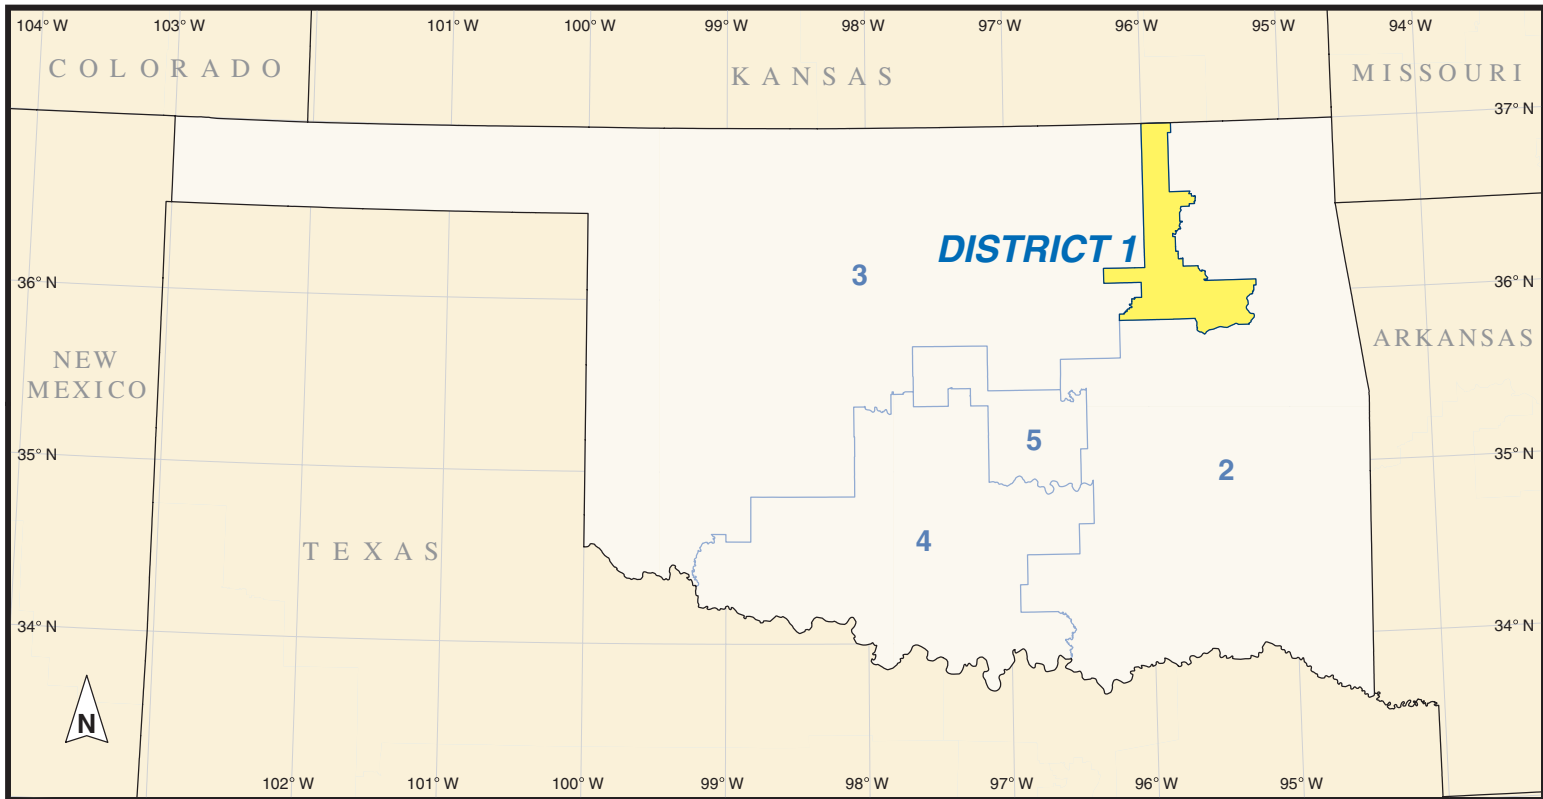 104° W 103° W 101° W 100° W 99° W 98° W 97° W 96° W 95° W 94° W
COLORADO
KANSAS
MISSOURI
37° N
DISTRICT 1
3
36° N
36° N
NEW
MEXICO
ARKANSAS
5
35° N
35° N
2
4
TEXAS
34° N
34° N
N
102° W 101° W 100° W 99° W 98° W 97° W 96° W 95° W